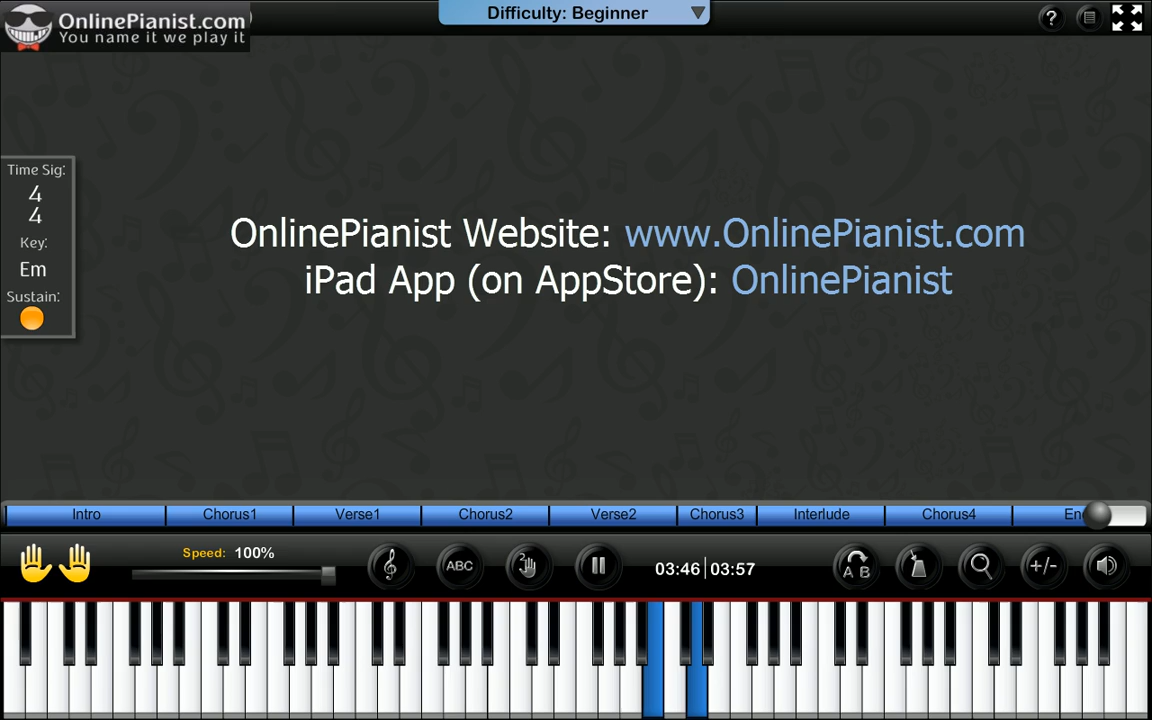 OnlinePianist.com
You name it we play it
Difficulty: Beginner
?
Time Sig:
4
4
Key:
Em
Sustain:
OnlinePianist Website: www.OnlinePianist.com
iPad App (on AppStore): OnlinePianist
Intro Chorus1 Verse1 Chorus2 Verse2 Chorus3 Interlude Chorus4 En
Speed: 100%
ABC
2
03:46|03:57
A B
+/-